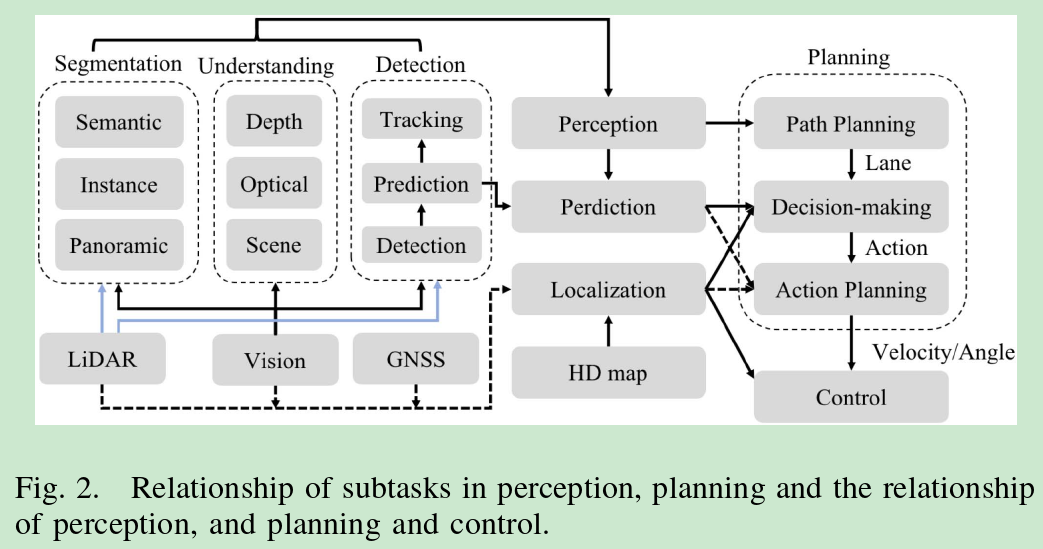 Segmentation
Semantic
Instance
Panoramic
Understanding
Depth
Optical
Scene
Detection
Tracking
Prediction
Detection
LiDAR
Vision
GNSS
Perception
Perdiction
Localization
HD map
Planning
Path Planning
Lane
Decision-making
Action
Action Planning
Velocity/Angle
Control
Fig. 2. Relationship of subtasks in perception, planning and the relationship
of perception, and planning and control.